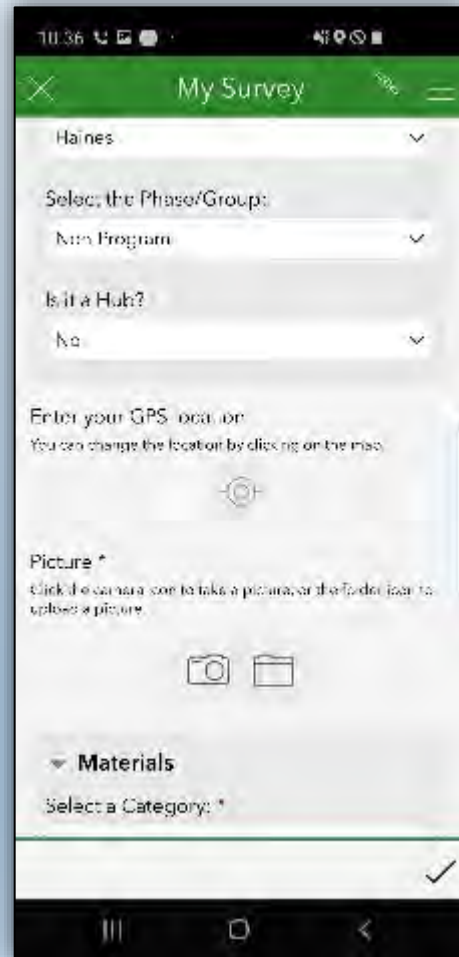 10:36
My Survey
Haines
Select the Phase/Group:
Non Program
Is it a Hub?
No
Enter your GPS location
You can change the location by clicking on the map.
Picture *
Click the camera icon to take a picture, or the folder icon to
upload a picture
Materials
Select a Category: *